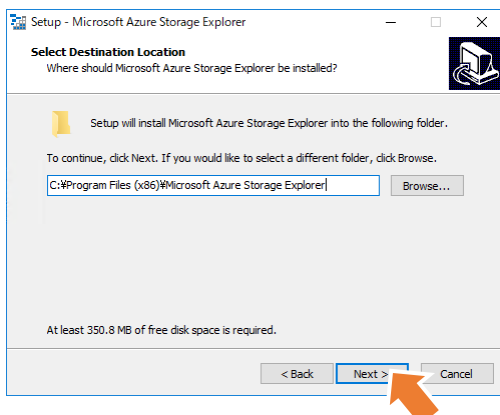 Setup - Microsoft Azure Storage Explorer
Select Destination Location
Where should Microsoft Azure Storage Explorer be installed?
Setup will install Microsoft Azure Storage Explorer into the following folder.
To continue, click Next. If you would like to select a different folder, click Browse.
C:¥Program Files (x86)¥Microsoft Azure Storage Explorer
Browse...
At least 350.8 MB of free disk space is required.
< Back
Next >
Cancel